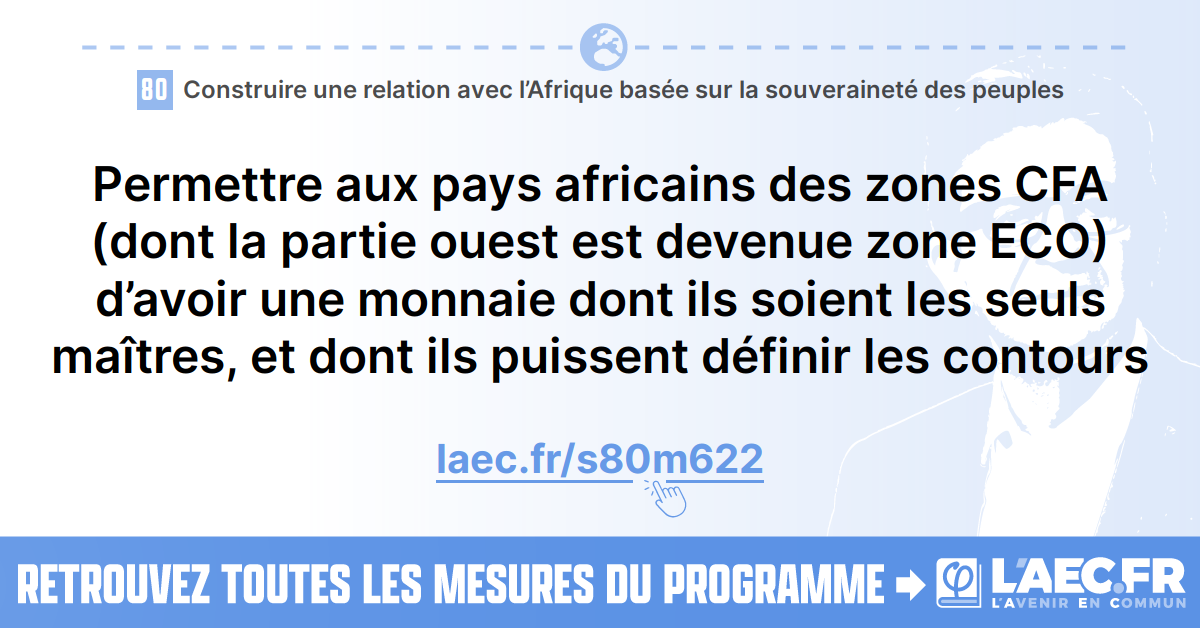 80 Construire une relation avec l’Afrique basée sur la souveraineté des peuples
Permettre aux pays africains des zones CFA
(dont la partie ouest est devenue zone ECO)
d’avoir une monnaie dont ils soient les seuls
maîtres, et dont ils puissent définir les contours
laec.fr/s80m622
RETROUVEZ TOUTES LES MESURES DU PROGRAMME
L'AEC.FR
L'AVENIR EN COMMUN